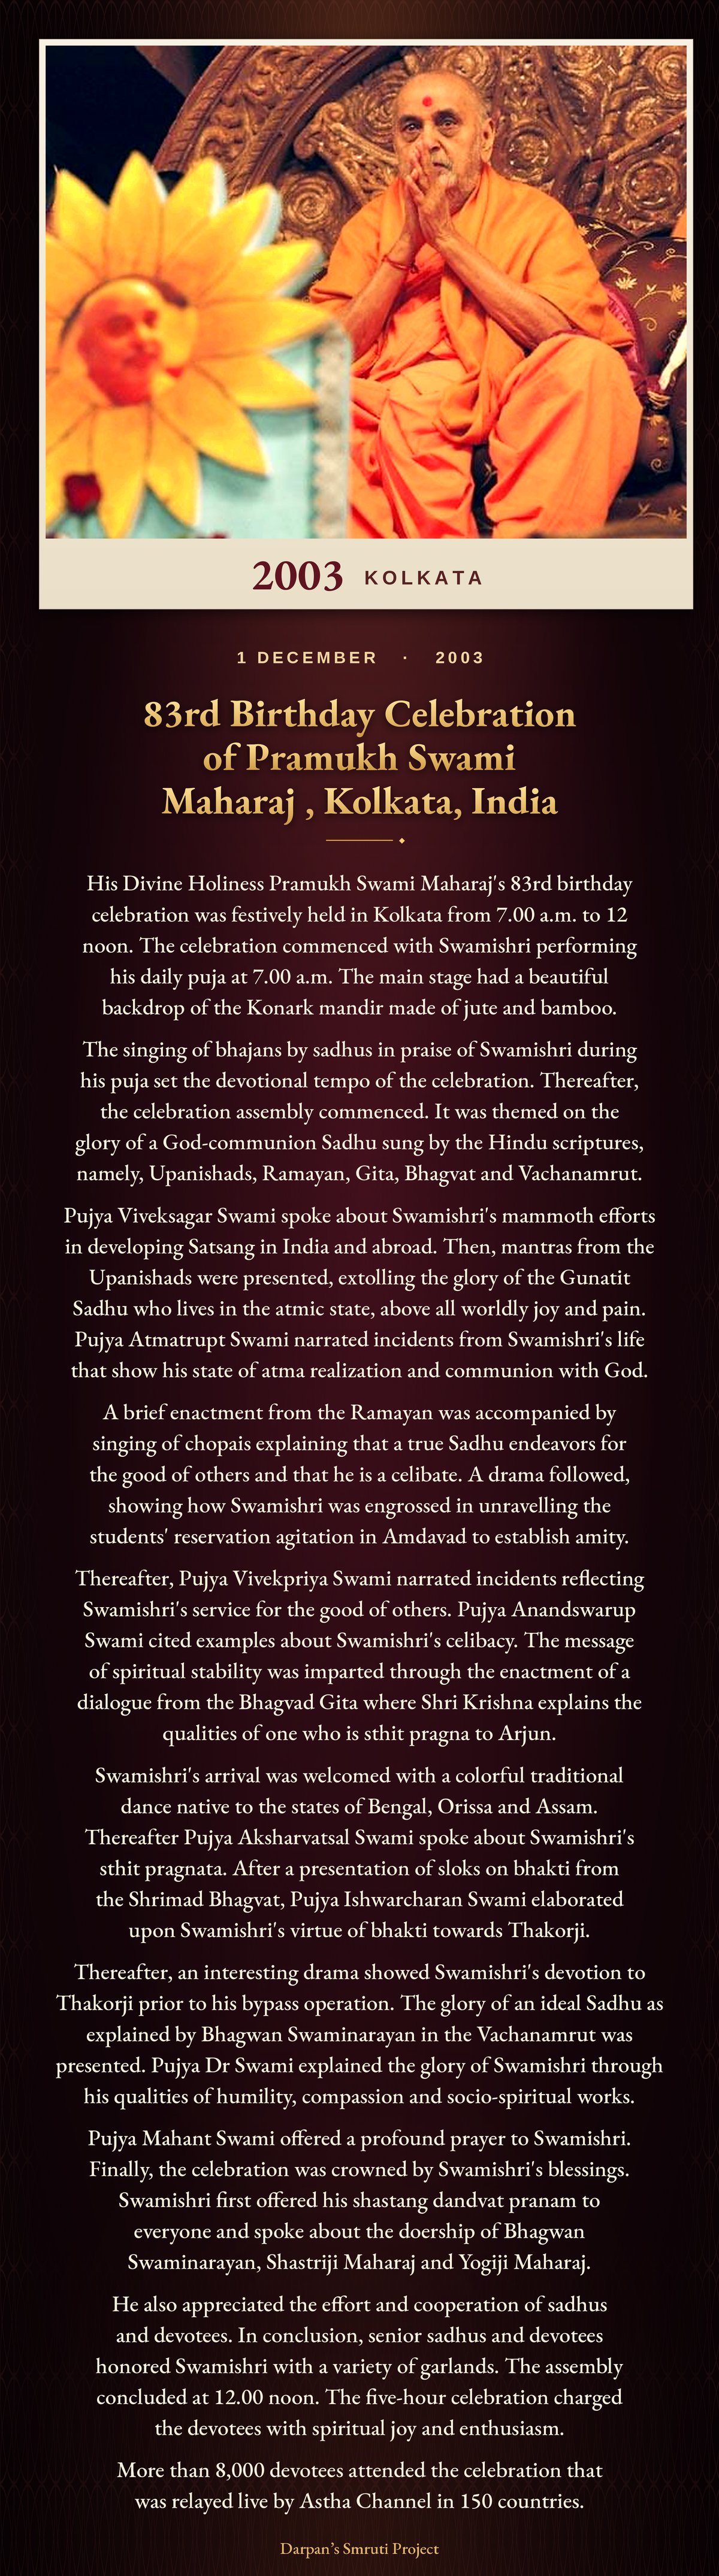 2003 KOLKATA
1 DECEMBER · 2003
83rd Birthday Celebration
of Pramukh Swami
Maharaj , Kolkata, India
His Divine Holiness Pramukh Swami Maharaj's 83rd birthday
celebration was festively held in Kolkata from 7.00 a.m. to 12
noon. The celebration commenced with Swamishri performing
his daily puja at 7.00 a.m. The main stage had a beautiful
backdrop of the Konark mandir made of jute and bamboo.
The singing of bhajans by sadhus in praise of Swamishri during
his puja set the devotional tempo of the celebration. Thereafter,
the celebration assembly commenced. It was themed on the
glory of a God-communion Sadhu sung by the Hindu scriptures,
namely, Upanishads, Ramayan, Gita, Bhagvat and Vachanamrut.
Pujya Viveksagar Swami spoke about Swamishri's mammoth efforts
in developing Satsang in India and abroad. Then, mantras from the
Upanishads were presented, extolling the glory of the Gunatit
Sadhu who lives in the atmic state, above all worldly joy and pain.
Pujya Atmatrupt Swami narrated incidents from Swamishri's life
that show his state of atma realization and communion with God.
A brief enactment from the Ramayan was accompanied by
singing of chopais explaining that a true Sadhu endeavors for
the good of others and that he is a celibate. A drama followed,
showing how Swamishri was engrossed in unravelling the
students' reservation agitation in Amdavad to establish amity.
Thereafter, Pujya Vivekpriya Swami narrated incidents reflecting
Swamishri's service for the good of others. Pujya Anandswarup
Swami cited examples about Swamishri's celibacy. The message
of spiritual stability was imparted through the enactment of a
dialogue from the Bhagvad Gita where Shri Krishna explains the
qualities of one who is sthit pragna to Arjun.
Swamishri's arrival was welcomed with a colorful traditional
dance native to the states of Bengal, Orissa and Assam.
Thereafter Pujya Aksharvatsal Swami spoke about Swamishri's
sthit pragnata. After a presentation of sloks on bhakti from
the Shrimad Bhagvat, Pujya Ishwarcharan Swami elaborated
upon Swamishri's virtue of bhakti towards Thakorji.
Thereafter, an interesting drama showed Swamishri's devotion to
Thakorji prior to his bypass operation. The glory of an ideal Sadhu as
explained by Bhagwan Swaminarayan in the Vachanamrut was
presented. Pujya Dr Swami explained the glory of Swamishri through
his qualities of humility, compassion and socio-spiritual works.
Pujya Mahant Swami offered a profound prayer to Swamishri.
Finally, the celebration was crowned by Swamishri's blessings.
Swamishri first offered his shastang dandvat pranam to
everyone and spoke about the doership of Bhagwan
Swaminarayan, Shastriji Maharaj and Yogiji Maharaj.
He also appreciated the effort and cooperation of sadhus
and devotees. In conclusion, senior sadhus and devotees
honored Swamishri with a variety of garlands. The assembly
concluded at 12.00 noon. The five-hour celebration charged
the devotees with spiritual joy and enthusiasm.
More than 8,000 devotees attended the celebration that
was relayed live by Astha Channel in 150 countries.
Darpan’s Smruti Project